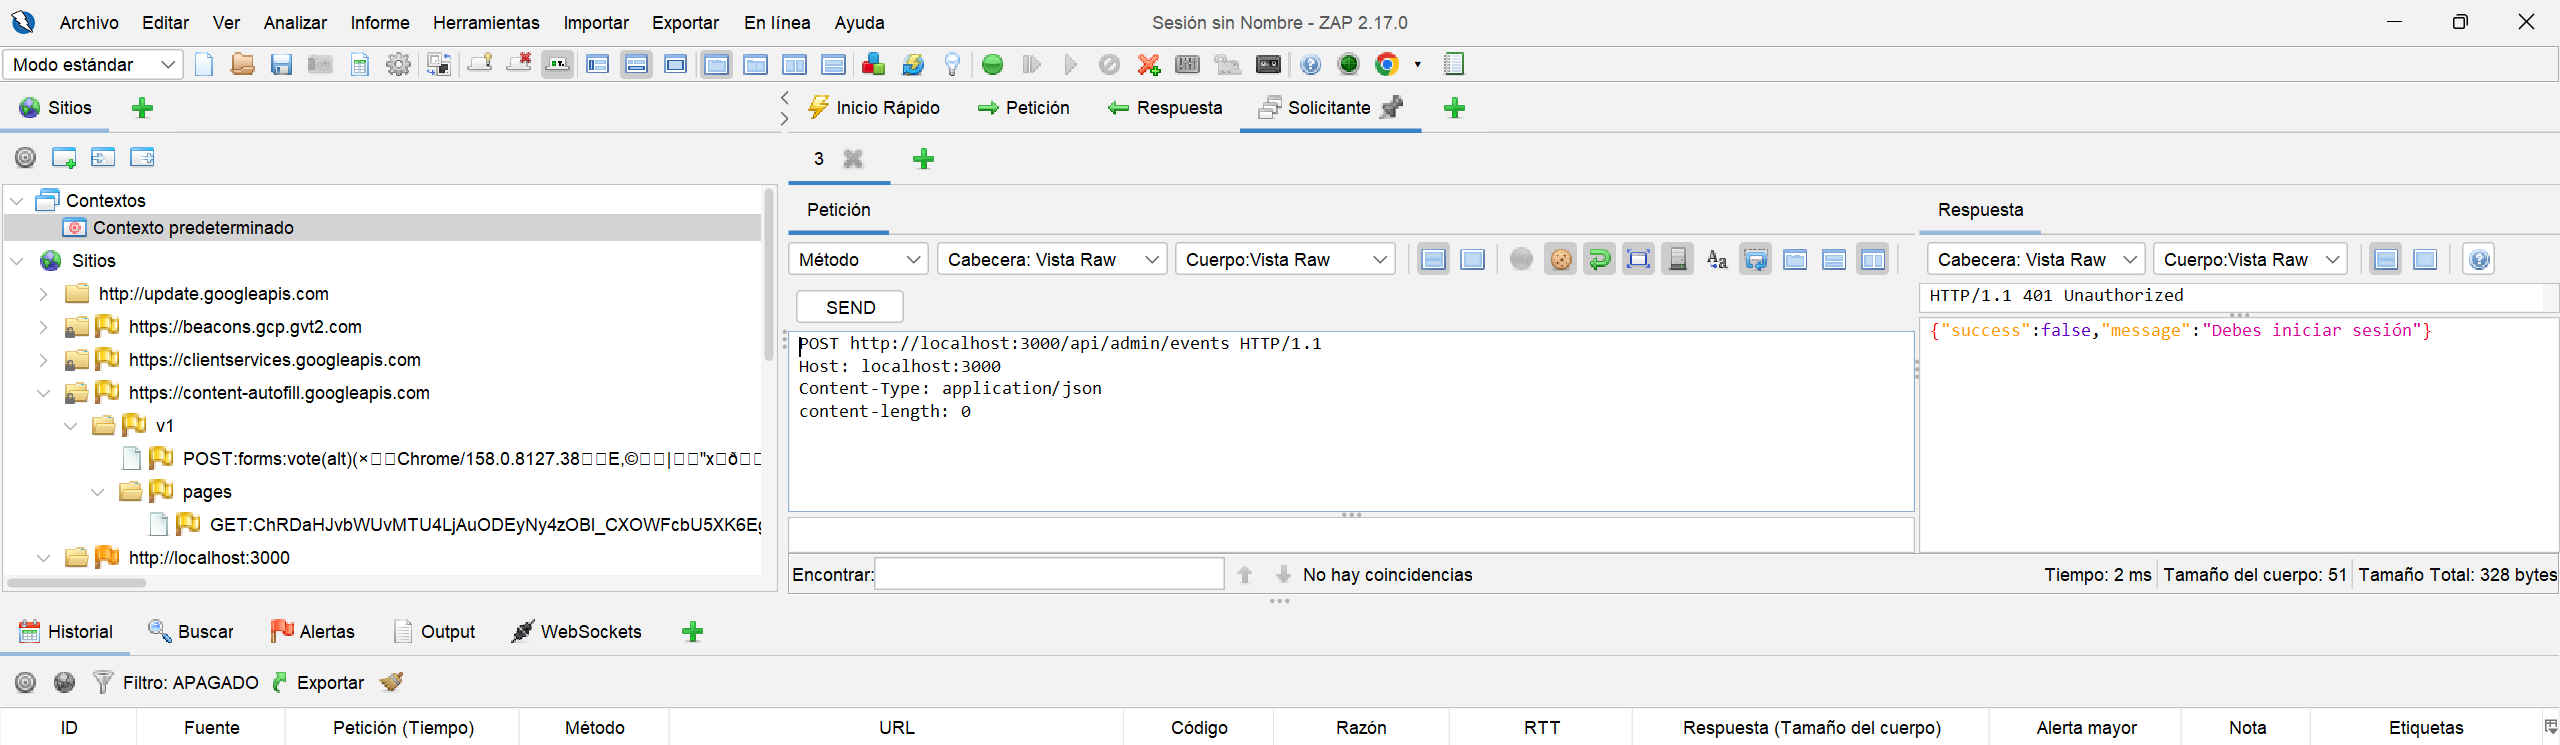 Archivo Editar Ver Analizar Informe Herramientas Importar Exportar En línea Ayuda
Sesión sin Nombre - ZAP 2.17.0
Modo estándar
Sitios
Inicio Rápido
Petición
Respuesta
Solicitante
3
Contextos
Contexto predeterminado
Sitios
http://update.googleapis.com
https://beacons.gcp.gvt2.com
https://clientservices.googleapis.com
https://content-autofill.googleapis.com
v1
POST:forms:vote(alt)(×□□Chrome/158.0.8127.38□□E,©□□|□□"x□ð□□
pages
GET:ChRDaHJvbWUvMTU4LjAuODEyNy4zOBI_CXOWFcbU5XK6Eg
http://localhost:3000
Petición
Método
Cabecera: Vista Raw
Cuerpo:Vista Raw
SEND
POST http://localhost:3000/api/admin/events HTTP/1.1
Host: localhost:3000
Content-Type: application/json
content-length: 0
Encontrar:
No hay coincidencias
Respuesta
Cabecera: Vista Raw
Cuerpo:Vista Raw
HTTP/1.1 401 Unauthorized
{"success":false,"message":"Debes iniciar sesión"}
Tiempo: 2 ms
Tamaño del cuerpo: 51
Tamaño Total: 328 bytes
Historial
Buscar
Alertas
Output
WebSockets
Filtro: APAGADO
Exportar
ID Fuente Petición (Tiempo) Método URL Código Razón RTT Respuesta (Tamaño del cuerpo) Alerta mayor Nota Etiquetas